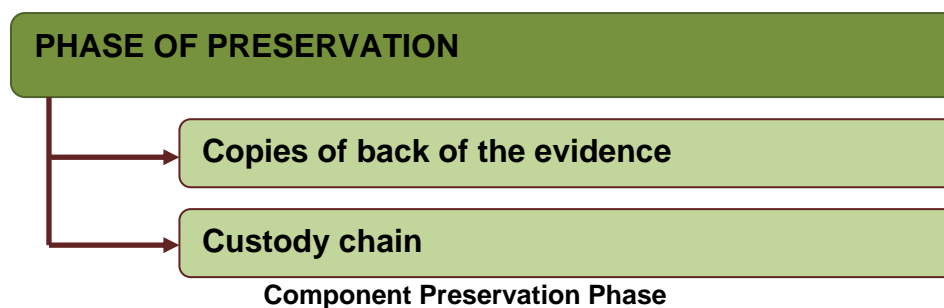 PHASE OF PRESERVATION
Copies of back of the evidence
Custody chain
Component Preservation Phase